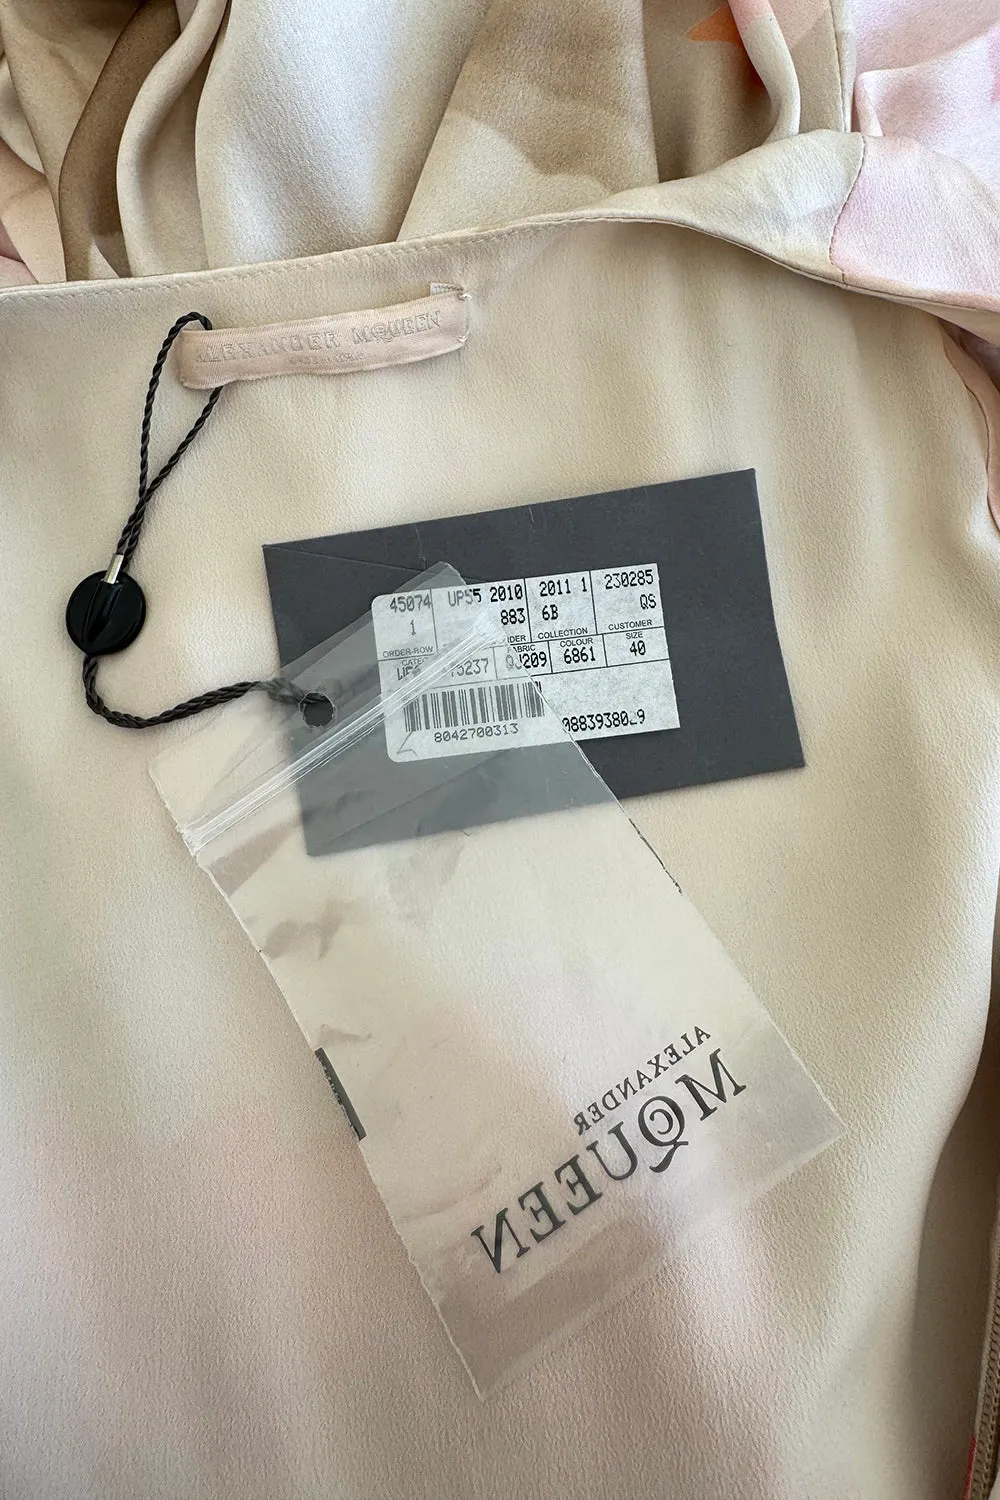 ALEXANDER MCQUEEN
45074 UP55 2010 2011 1 230285
1 883 6B QS
ORDER-ROW COLLECTION CUSTOMER
COLOUR SIZE
QJ209 6861 40
8042700313
ALEXANDER
MCQUEEN